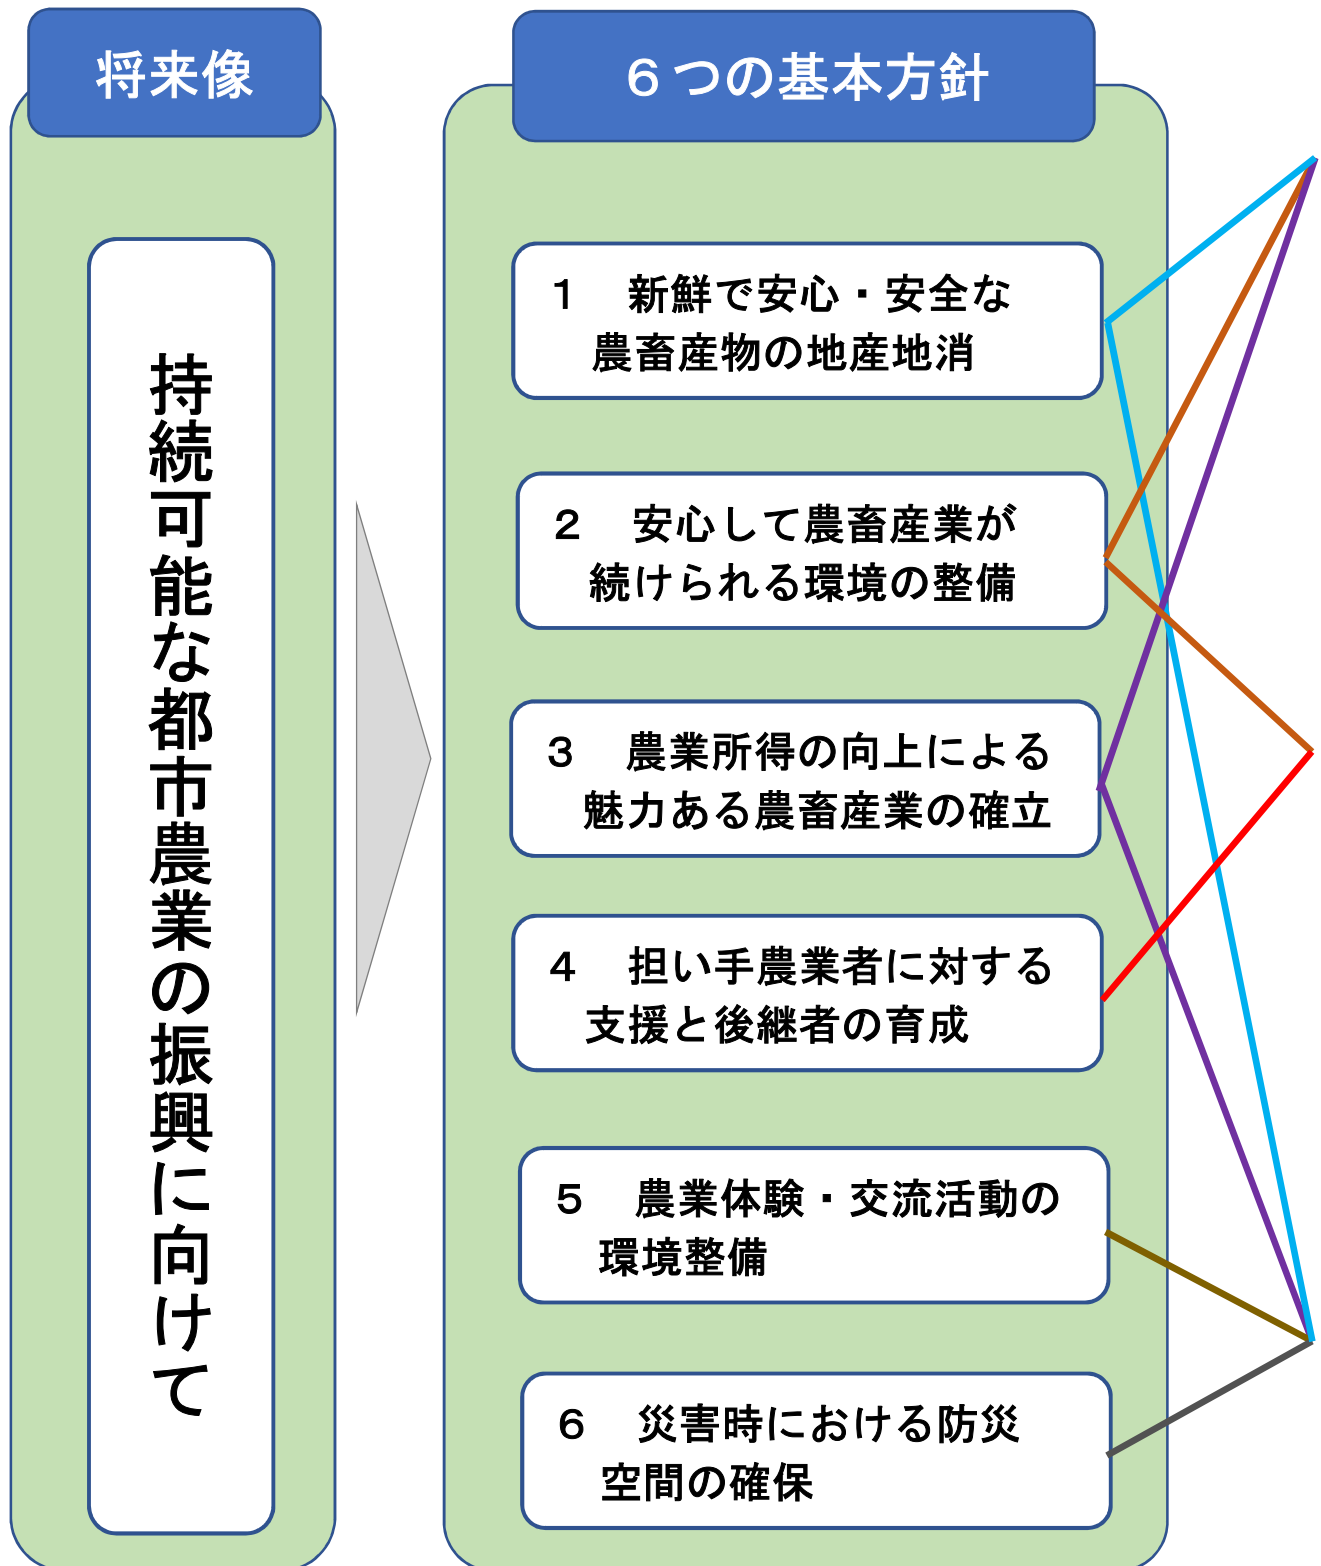 将来像
持続可能な都市農業の振興に向けて
６つの基本方針
１　新鮮で安心・安全な
農畜産物の地産地消
２　安心して農畜産業が
続けられる環境の整備
３　農業所得の向上による
魅力ある農畜産業の確立
４　担い手農業者に対する
支援と後継者の育成
５　農業体験・交流活動の
環境整備
６　災害時における防災
空間の確保